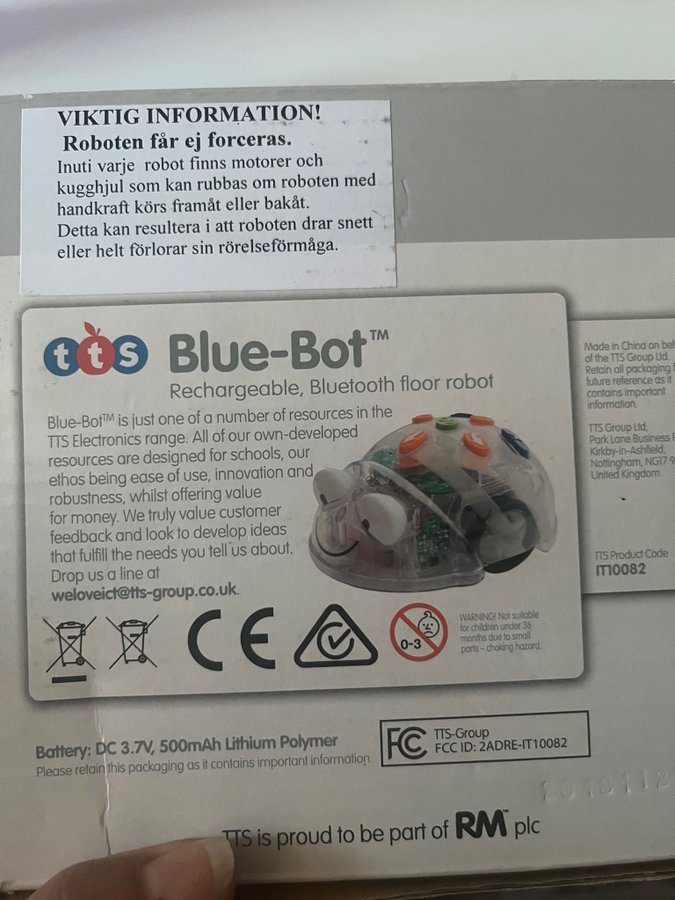 VIKTIG INFORMATION!
Roboten får ej forceras.
Inuti varje robot finns motorer och
kugghjul som kan rubbas om roboten med
handkraft körs framåt eller bakåt.
Detta kan resultera i att roboten drar snett
eller helt förlorar sin rörelseförmåga.
tts Blue-Bot™
Rechargeable, Bluetooth floor robot
Blue-Bot™ is just one of a number of resources in the
TTS Electronics range. All of our own-developed
resources are designed for schools, our
ethos being ease of use, innovation and
robustness, whilst offering value
for money. We truly value customer
feedback and look to develop ideas
that fulfill the needs you tell us about.
Drop us a line at
weloveict@tts-group.co.uk.
CE
0-3
WARNING! Not suitable
for children under 36
months due to small
parts – choking hazard.
Made in China on
of the TTS Group Ltd.
Retain all packaging
future reference as it
contains important
information.
TTS Group Ltd,
Park Lane Business
Kirkby-in-Ashfield,
Nottingham, NG17 9
United Kingdom
TTS Product Code
IT10082
Battery: DC 3.7V, 500mAh Lithium Polymer
Please retain this packaging as it contains important information.
FC TTS-Group
FCC ID: 2ADRE-IT10082
TTS is proud to be part of RM™ plc